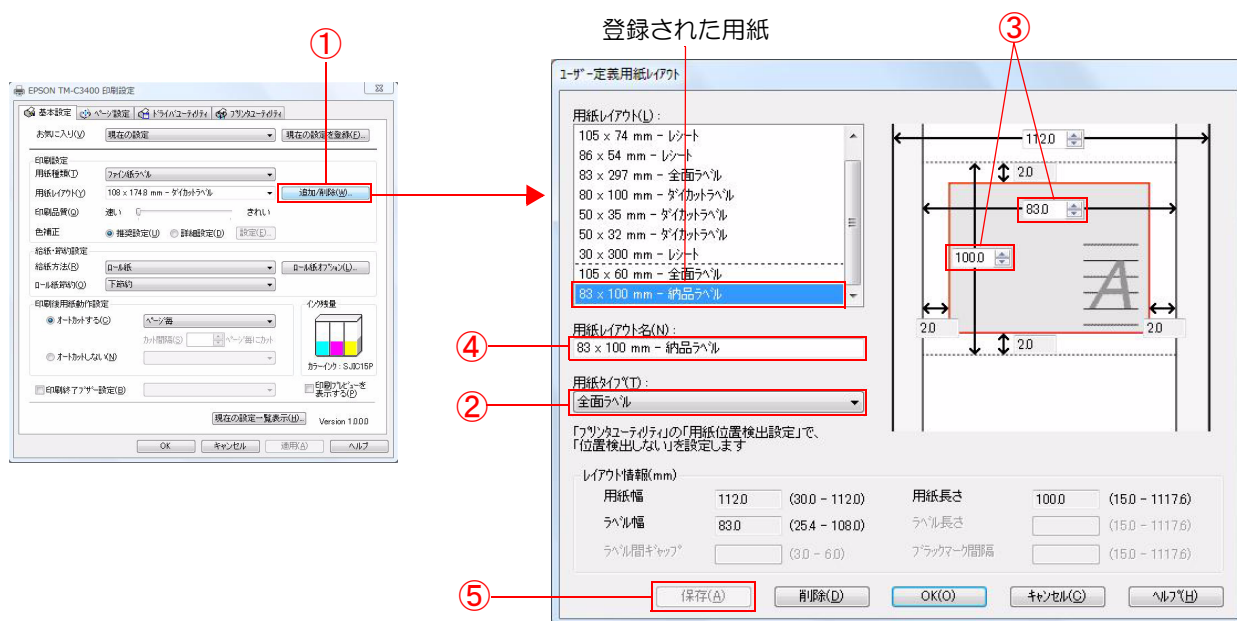 ①
登録された用紙
③
EPSON TM-C3400 印刷設定
基本設定 ページ設定 ドライバユーティリティ プリンタユーティリティ
お気に入り(V) 現在の設定 現在の設定を登録(E)...
印刷設定
用紙種類(T) ファイン紙ラベル
用紙レイアウト(Y) 108 x 174.8 mm - ダイカットラベル 追加/削除(W)...
印刷品質(Q) 速い きれい
色補正 推奨設定(U) 詳細設定(D) 設定(E)...
給紙・節約設定
給紙方法(R) ロール紙 ロール紙オプション(L)...
ロール紙節約(O) 下節約
印刷後用紙動作設定 インク残量
オートカットする(C) ページ毎
カット間隔(S) ページ毎にカット
オートカットしない(N)
カラーインク : SJIC15P
印刷終了ブザー設定(B) 印刷プレビューを表示する(P)
現在の設定一覧表示(H)... Version 1.0.0.0
OK キャンセル 適用(A) ヘルプ
ユーザー定義用紙レイアウト
用紙レイアウト(L) :
105 x 74 mm - レシート
86 x 54 mm - レシート
83 x 297 mm - 全面ラベル
80 x 100 mm - ダイカットラベル
50 x 35 mm - ダイカットラベル
50 x 32 mm - ダイカットラベル
30 x 300 mm - レシート
105 x 60 mm - 全面ラベル
83 x 100 mm - 納品ラベル
112.0
2.0
83.0
100.0
A
2.0 2.0
2.0
④
用紙レイアウト名(N) :
83 x 100 mm - 納品ラベル
②
用紙タイプ(T) :
全面ラベル
「プリンタユーティリティ」の「用紙位置検出設定」で、
「位置検出しない」を設定します
レイアウト情報(mm)
用紙幅 112.0 (30.0 - 112.0) 用紙長さ 100.0 (15.0 - 1117.6)
ラベル幅 83.0 (25.4 - 108.0) ラベル長さ (15.0 - 1117.6)
ラベル間ギャップ (3.0 - 6.0) ブラックマーク間隔 (15.0 - 1117.6)
⑤
保存(A) 削除(D) OK(O) キャンセル(C) ヘルプ(H)